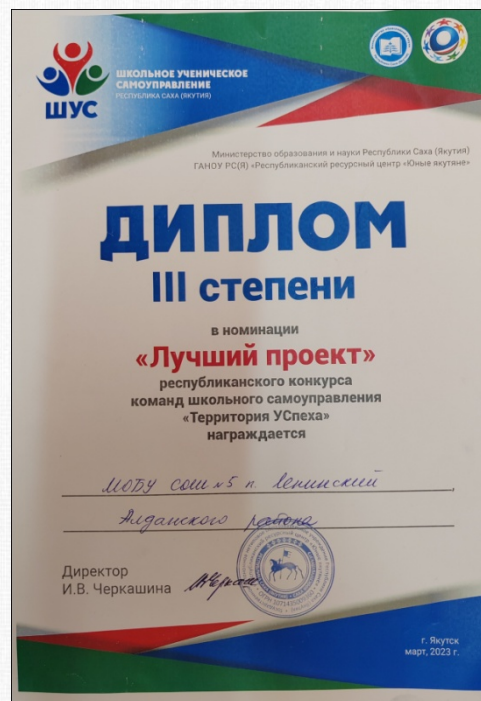 ШУС
ШКОЛЬНОЕ УЧЕНИЧЕСКОЕ
САМОУПРАВЛЕНИЕ
РЕСПУБЛИКА САХА (ЯКУТИЯ)
Министерство образования и науки Республики Саха (Якутия)
ГАНОУ РС(Я) «Республиканский ресурсный центр «Юные якутяне»
ДИПЛОМ
III степени
в номинации
«Лучший проект»
республиканского конкурса
команд школьного самоуправления
«Территория УСпеха»
награждается
МОБУ СОШ №5 п. Ленинский
Алданского района
Директор
И.В. Черкашина
г. Якутск
март, 2023 г.